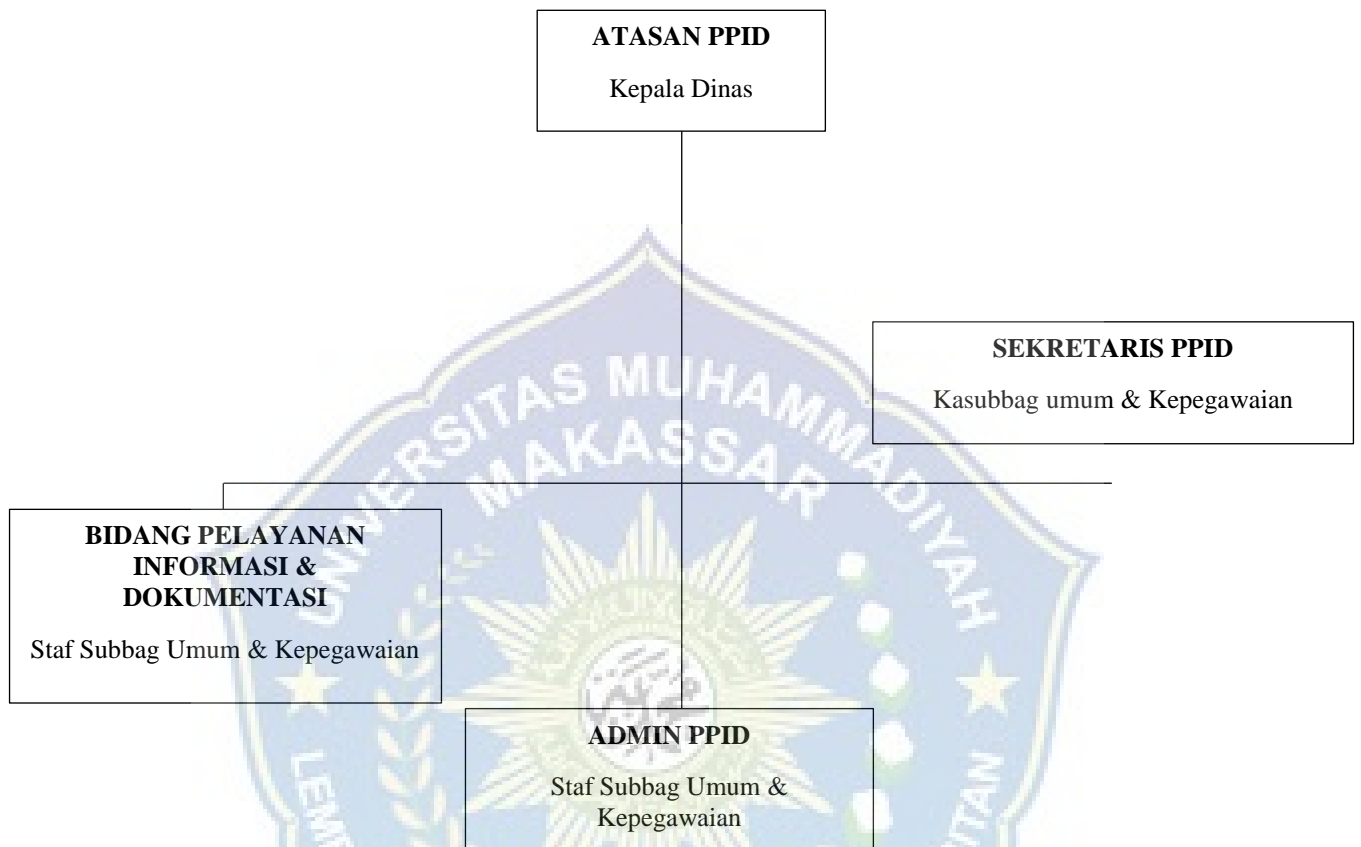 ATASAN PPID
Kepala Dinas
SEKRETARIS PPID
Kasubbag umum & Kepegawaian
UNIVERSITAS MUHAMMADIYAH
MAKASSAR
BIDANG PELAYANAN
INFORMASI &
DOKUMENTASI
Staf Subbag Umum & Kepegawaian
ADMIN PPID
Staf Subbag Umum &
Kepegawaian